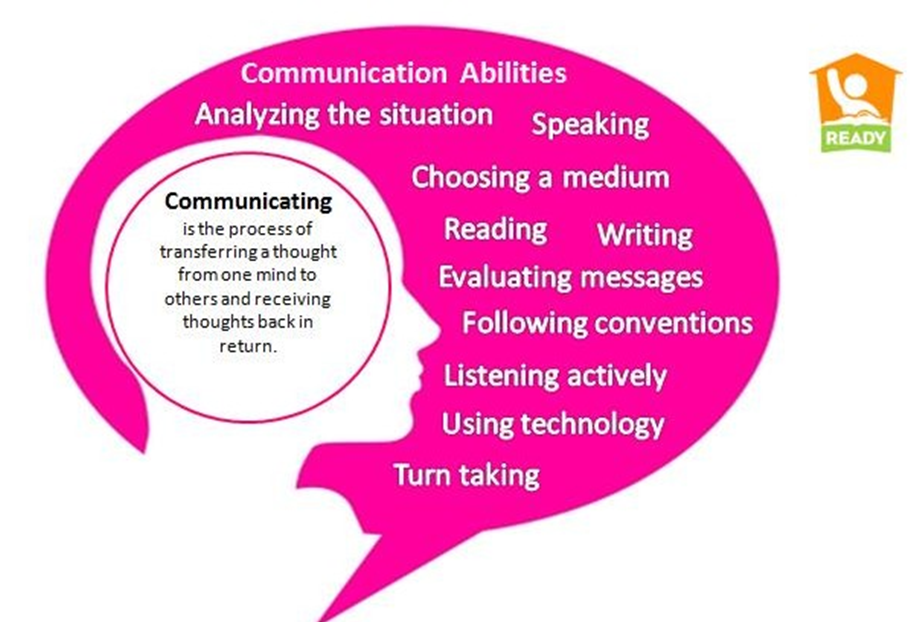 Communication Abilities
Analyzing the situation
Speaking
Choosing a medium
Reading
Writing
Evaluating messages
Following conventions
Listening actively
Using technology
Turn taking
Communicating
is the process of
transferring a thought
from one mind to
others and receiving
thoughts back in
return.
READY